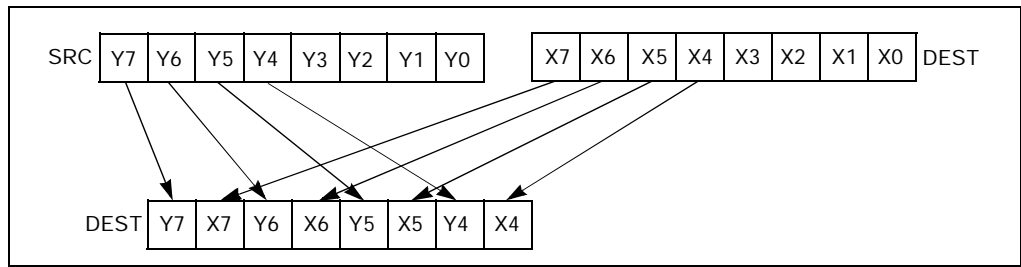 SRC Y7 Y6 Y5 Y4 Y3 Y2 Y1 Y0 X7 X6 X5 X4 X3 X2 X1 X0 DEST
DEST Y7 X7 Y6 X6 Y5 X5 Y4 X4